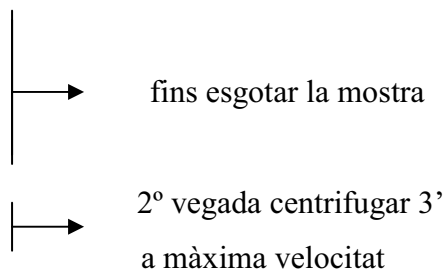 fins esgotar la mostra
2º vegada centrifugar 3’
a màxima velocitat